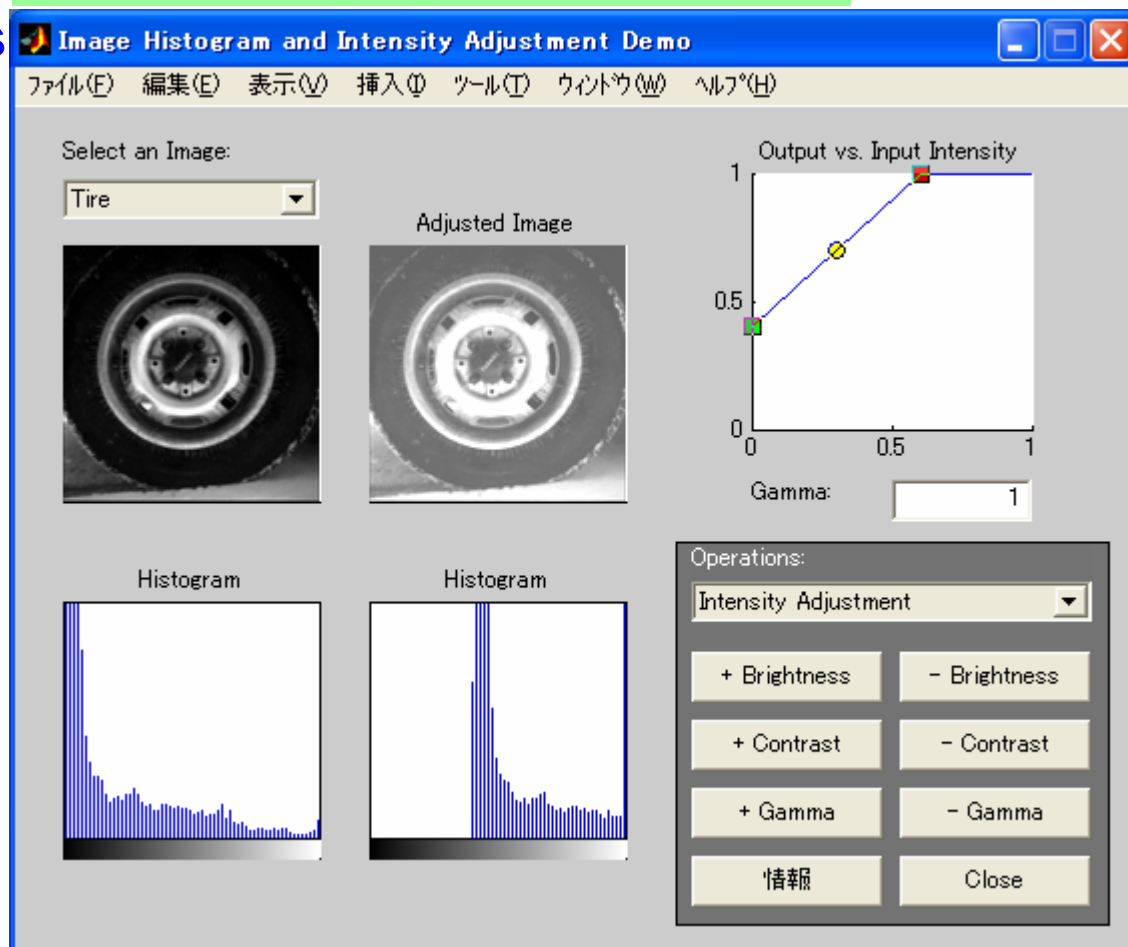 s
Image Histogram and Intensity Adjustment Demo
ファイル(F) 編集(E) 表示(V) 挿入(I) ツール(T) ウィンドウ(W) ヘルプ(H)
Select an Image:
Tire
Adjusted Image
Output vs. Input Intensity
1
0.5
0
0 0.5 1
Gamma: 1
Histogram
Histogram
Operations:
Intensity Adjustment
+ Brightness - Brightness
+ Contrast - Contrast
+ Gamma - Gamma
情報 Close